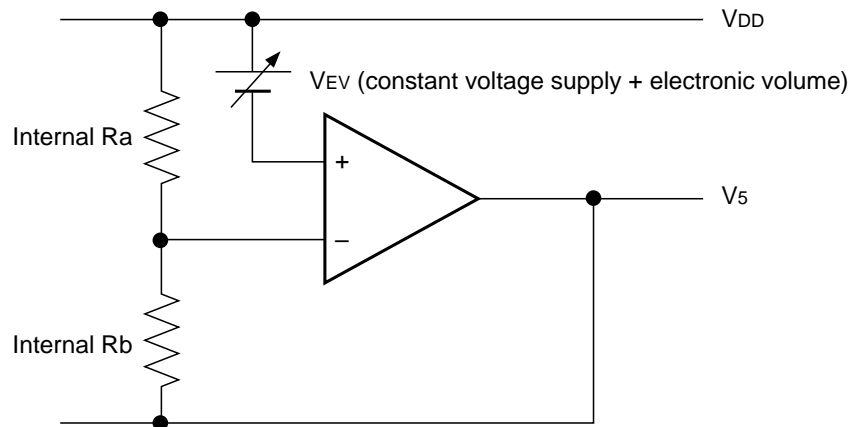 VDD
VEV (constant voltage supply + electronic volume)
Internal Ra
+
V5
–
Internal Rb